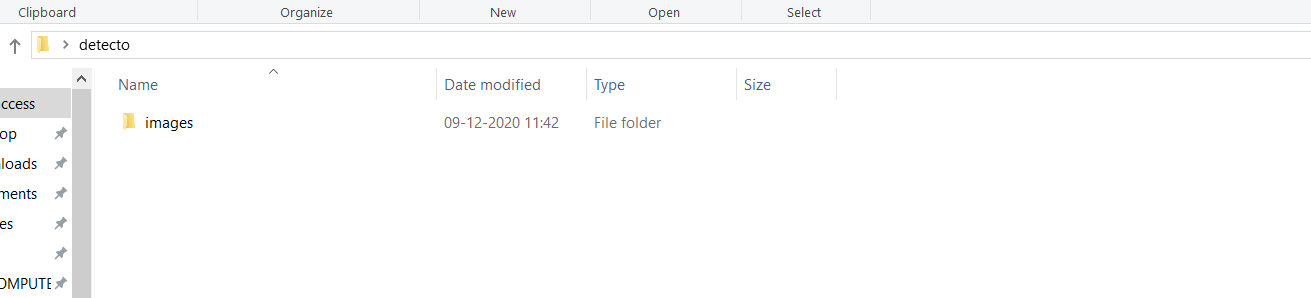 Clipboard Organize New Open Select
detecto
Name Date modified Type Size
images 09-12-2020 11:42 File folder
ccess
op
loads
ments
es
OMPUTE